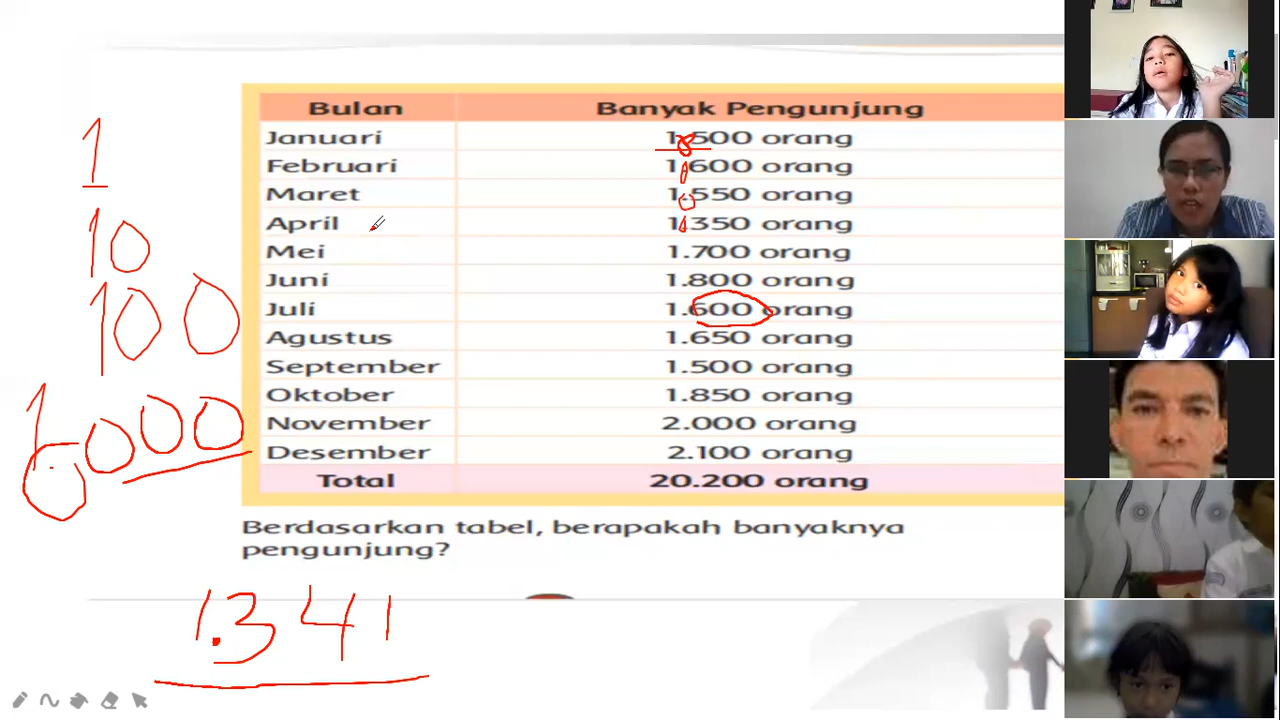 Bulan Banyak Pengunjung
Januari 1.500 orang
Februari 1.600 orang
Maret 1.550 orang
April 1.350 orang
Mei 1.700 orang
Juni 1.800 orang
Juli 1.600 orang
Agustus 1.650 orang
September 1.500 orang
Oktober 1.850 orang
November 2.000 orang
Desember 2.100 orang
Total 20.200 orang
Berdasarkan tabel, berapakah banyaknya
pengunjung?
1
10
100
1000
1.341